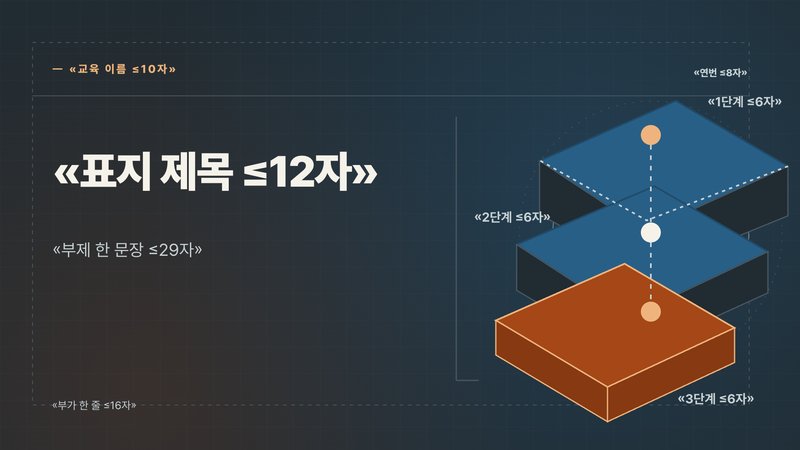 — «교육 이름 ≤10자»
«연번 ≤8자»
«1단계 ≤6자»
«표지 제목 ≤12자»
«2단계 ≤6자»
«부제 한 문장 ≤29자»
«3단계 ≤6자»
«부가 한 줄 ≤16자»